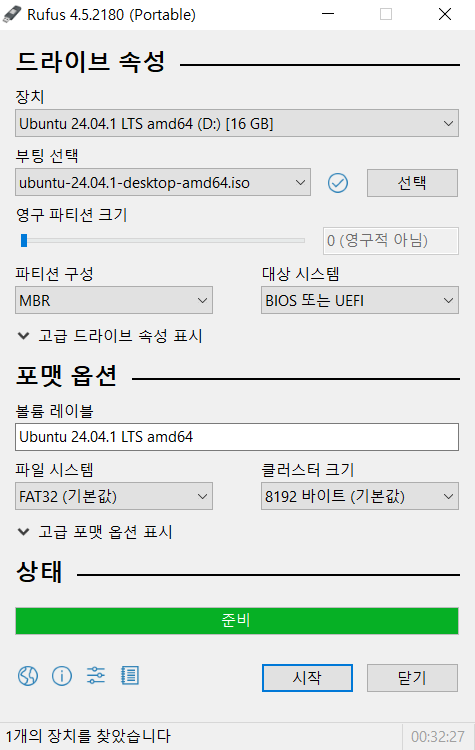 Rufus 4.5.2180 (Portable)
드라이브 속성
장치
Ubuntu 24.04.1 LTS amd64 (D:) [16 GB]
부팅 선택
ubuntu-24.04.1-desktop-amd64.iso
선택
영구 파티션 크기
0 (영구적 아님)
파티션 구성
대상 시스템
MBR
BIOS 또는 UEFI
고급 드라이브 속성 표시
포맷 옵션
볼륨 레이블
Ubuntu 24.04.1 LTS amd64
파일 시스템
클러스터 크기
FAT32 (기본값)
8192 바이트 (기본값)
고급 포맷 옵션 표시
상태
준비
시작
닫기
1개의 장치를 찾았습니다
00:32:27